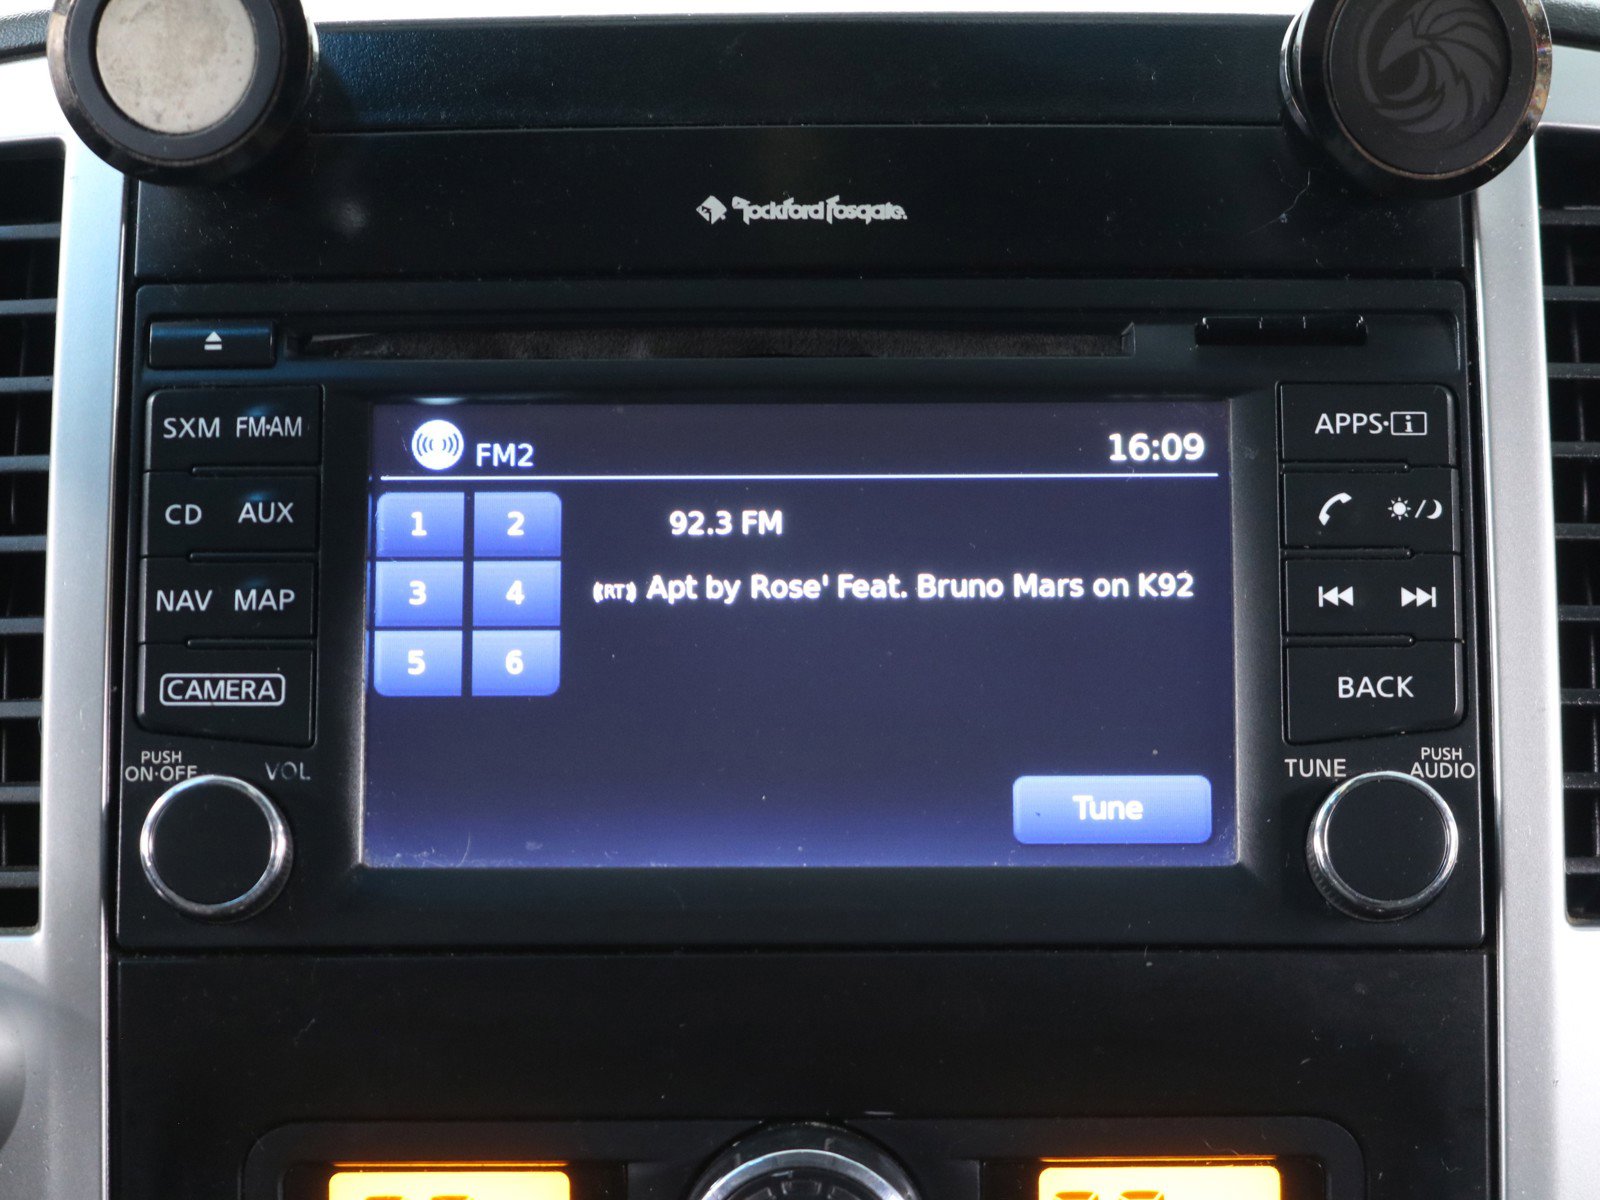 Rockford Fosgate.
SXM FM·AM
CD AUX
NAV MAP
CAMERA
PUSH
ON·OFF
VOL
FM2
16:09
1 2
3 4
5 6
92.3 FM
(RT) Apt by Rose' Feat. Bruno Mars on K92
Tune
APPS·i
BACK
TUNE
PUSH
AUDIO